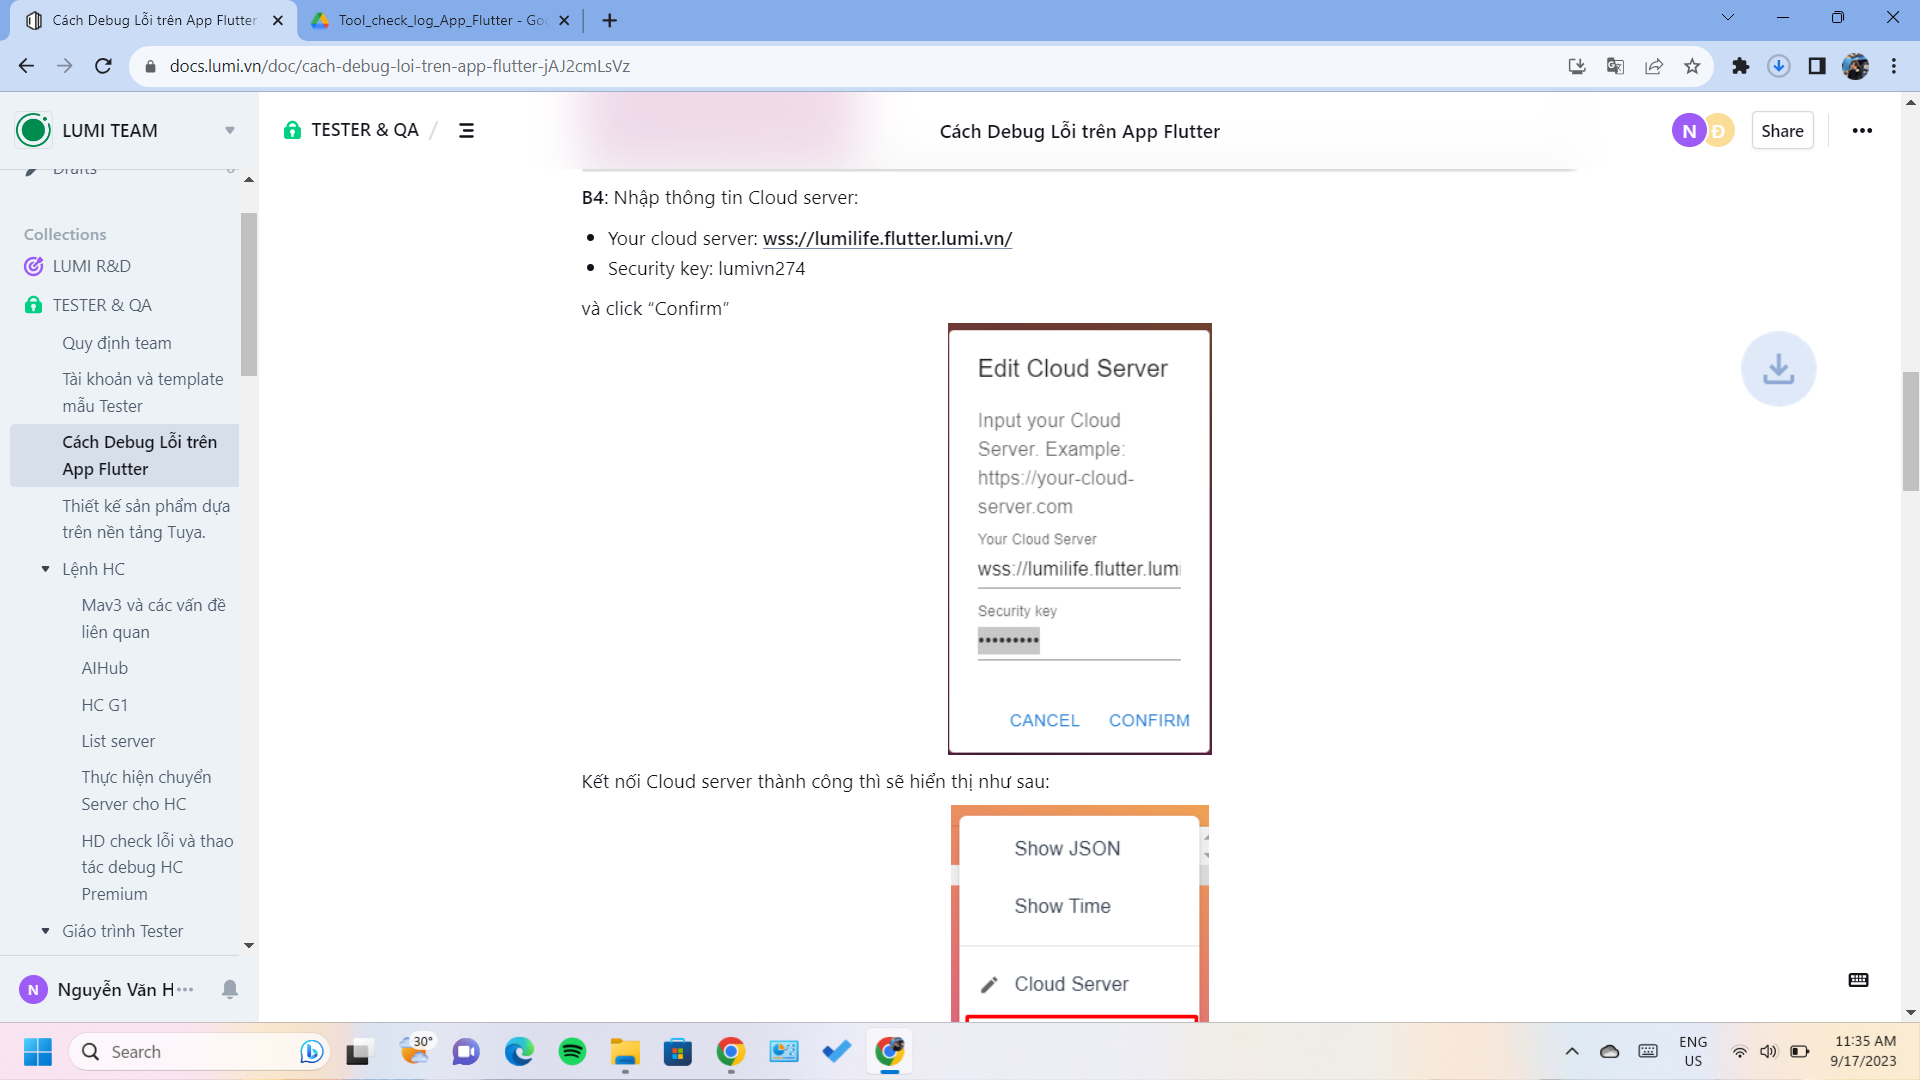 Cách Debug Lỗi trên App Flutter
Tool_check_log_App_Flutter - Goo
docs.lumi.vn/doc/cach-debug-loi-tren-app-flutter-jAJ2cmLsVz
LUMI TEAM
Drafts
Collections
LUMI R&D
TESTER & QA
Quy định team
Tài khoản và template
mẫu Tester
Cách Debug Lỗi trên
App Flutter
Thiết kế sản phẩm dựa
trên nền tảng Tuya.
Lệnh HC
Mav3 và các vấn đề
liên quan
AIHub
HC G1
List server
Thực hiện chuyển
Server cho HC
HD check lỗi và thao
tác debug HC
Premium
Giáo trình Tester
N
Nguyễn Văn H
TESTER & QA /
Cách Debug Lỗi trên App Flutter
N Đ
Share
B4: Nhập thông tin Cloud server:
Your cloud server: wss://lumilife.flutter.lumi.vn/
Security key: lumivn274
và click “Confirm”
Edit Cloud Server
Input your Cloud
Server. Example:
https://your-cloud-
server.com
Your Cloud Server
wss://lumilife.flutter.lumi
Security key
•••••••••
CANCEL CONFIRM
Kết nối Cloud server thành công thì sẽ hiển thị như sau:
Show JSON
Show Time
Cloud Server
Search
30°
ENG
US
11:35 AM
9/17/2023